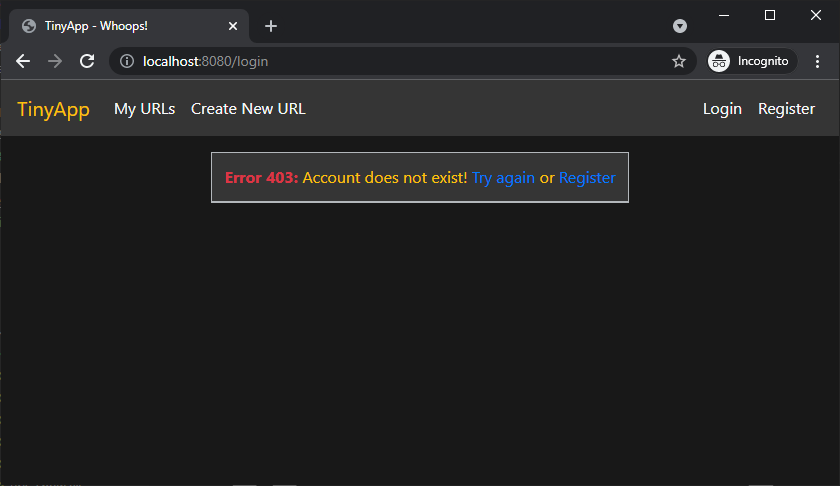 TinyApp - Whoops!
localhost:8080/login
Incognito
TinyApp My URLs Create New URL Login Register
Error 403: Account does not exist! Try again or Register